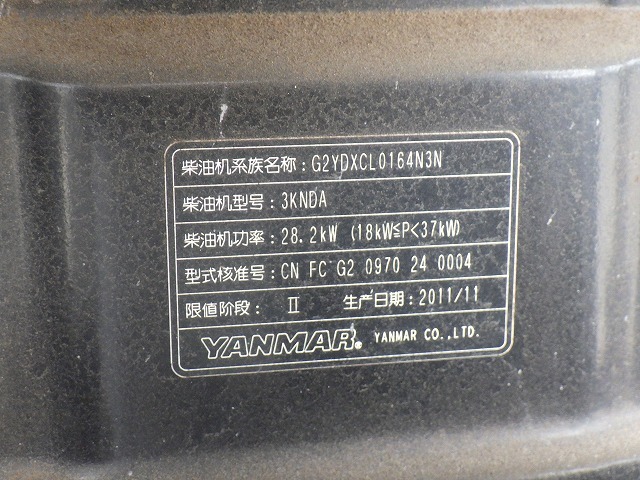 柴油机系族名称：G2YDXCL0164N3N
柴油机型号：3KNDA
柴油机功率：28.2kW (18kW≦P<37kW)
型式核准号：CN FC G2 0970 24 0004
限值阶段： Ⅱ 生产日期：2011/11
YANMAR® YANMAR CO.,LTD.